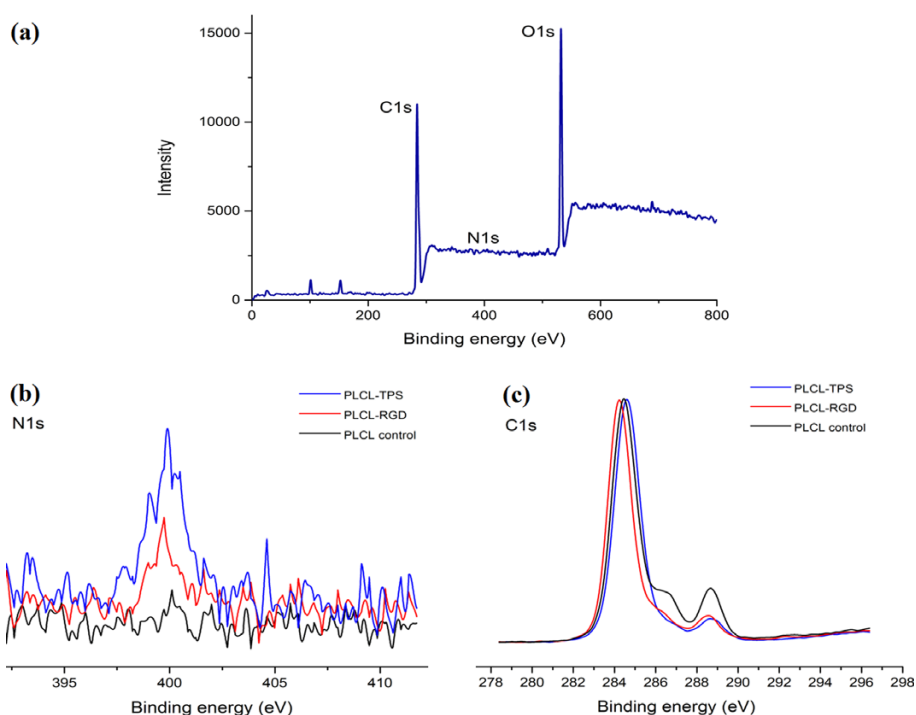 (a)
15000
10000
5000
0
Intensity
C1s
O1s
N1s
0 200 400 600 800
Binding energy (eV)
(b)
N1s
PLCL-TPS
PLCL-RGD
PLCL control
395 400 405 410
Binding energy (eV)
(c)
C1s
PLCL-TPS
PLCL-RGD
PLCL control
278 280 282 284 286 288 290 292 294 296 298
Binding energy (eV)